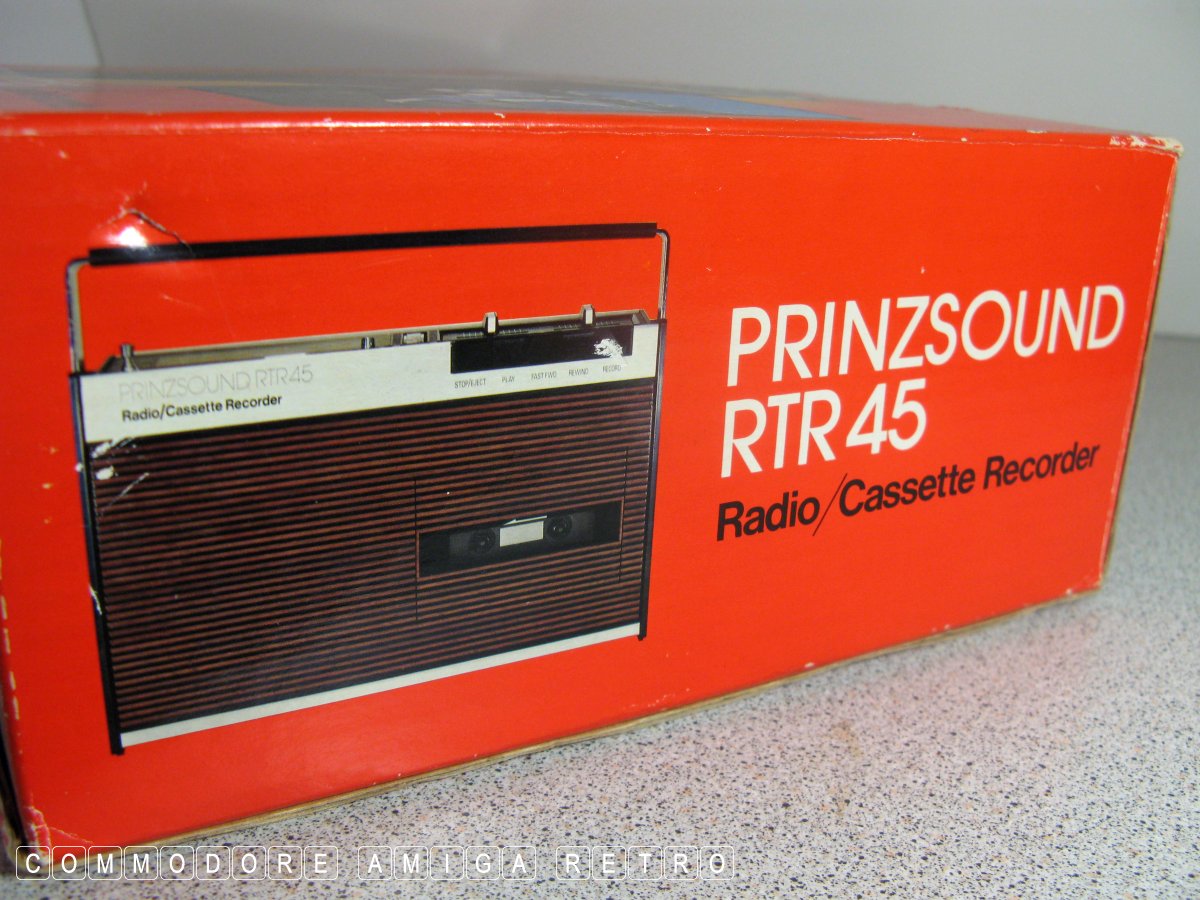 PRINZSOUND RTR45
Radio/Cassette Recorder
STOP/EJECT PLAY FAST FWD REWIND RECORD
PRINZSOUND
RTR 45
Radio/Cassette Recorder
COMMODORE AMIGA RETRO